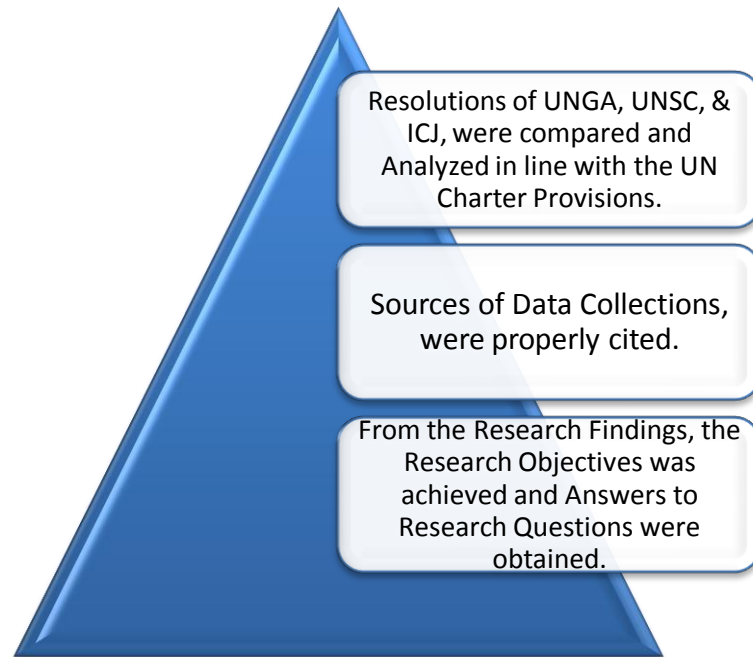 Resolutions of UNGA, UNSC, &
ICJ, were compared and
Analyzed in line with the UN
Charter Provisions.
Sources of Data Collections,
were properly cited.
From the Research Findings, the
Research Objectives was
achieved and Answers to
Research Questions were
obtained.